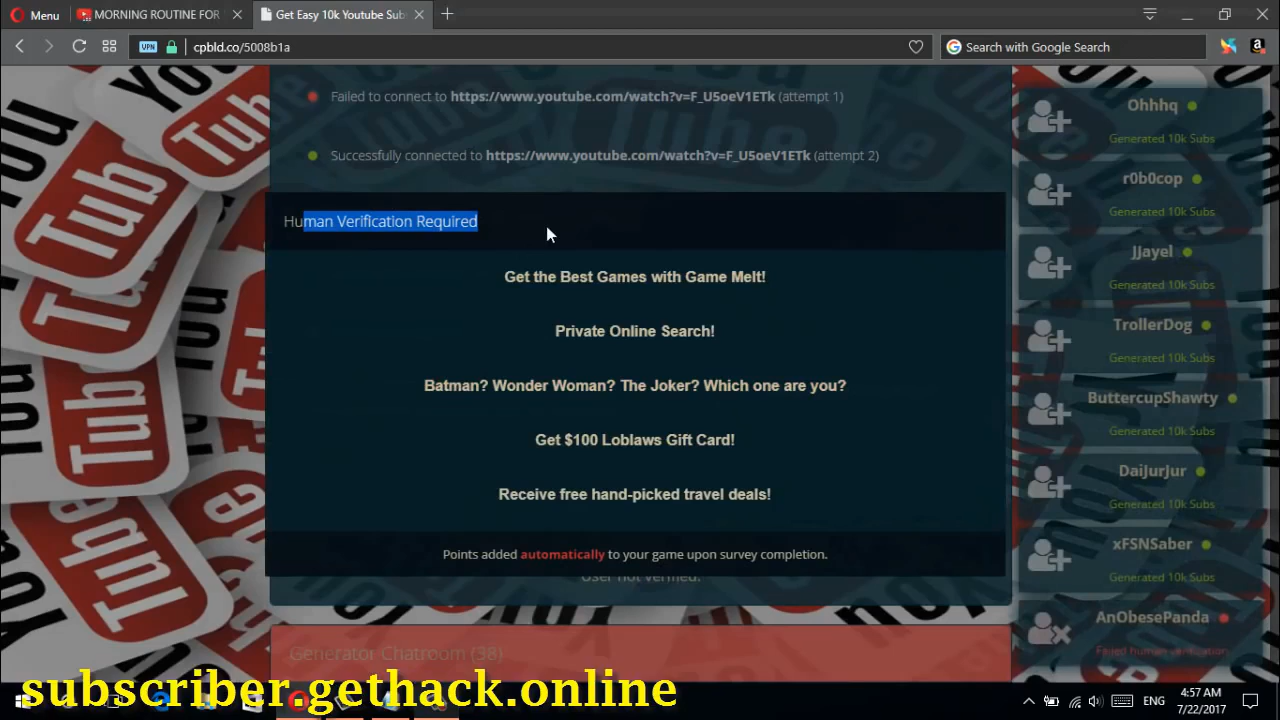 Menu
MORNING ROUTINE FOR
Get Easy 10k Youtube Sub
VPN
cpbld.co/5008b1a
Search with Google Search
Failed to connect to https://www.youtube.com/watch?v=F_U5oeV1ETk (attempt 1)
Successfully connected to https://www.youtube.com/watch?v=F_U5oeV1ETk (attempt 2)
Human Verification Required
Get the Best Games with Game Melt!
Private Online Search!
Batman? Wonder Woman? The Joker? Which one are you?
Get $100 Loblaws Gift Card!
Receive free hand-picked travel deals!
Points added automatically to your game upon survey completion.
User not verified.
Generator Chatroom (38)
Ohhhq
Generated 10k Subs
r0b0cop
Generated 10k Subs
JJayel
Generated 10k Subs
TrollerDog
Generated 10k Subs
ButtercupShawty
Generated 10k Subs
DaiJurJur
Generated 10k Subs
xFSNSaber
Generated 10k Subs
AnObesePanda
Failed human verification
You
Tube
subscriber.gethack.online
ENG
4:57 AM
7/22/2017